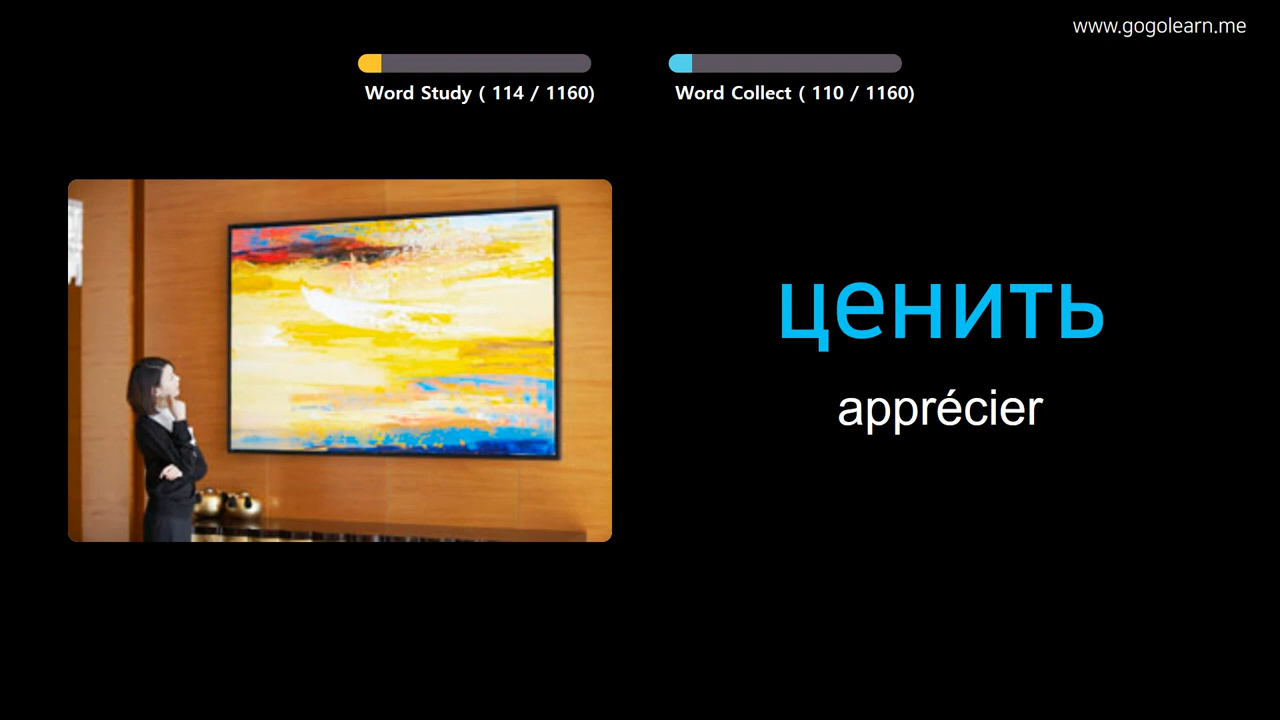 www.gogolearn.me
Word Study ( 114 / 1160)
Word Collect ( 110 / 1160)
ценить
apprécier